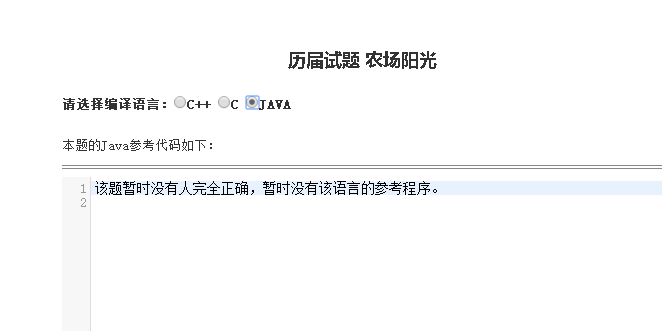 历届试题 农场阳光
请选择编译语言：C++ C JAVA
本题的Java参考代码如下：
1 该题暂时没有人完全正确，暂时没有该语言的参考程序。
2